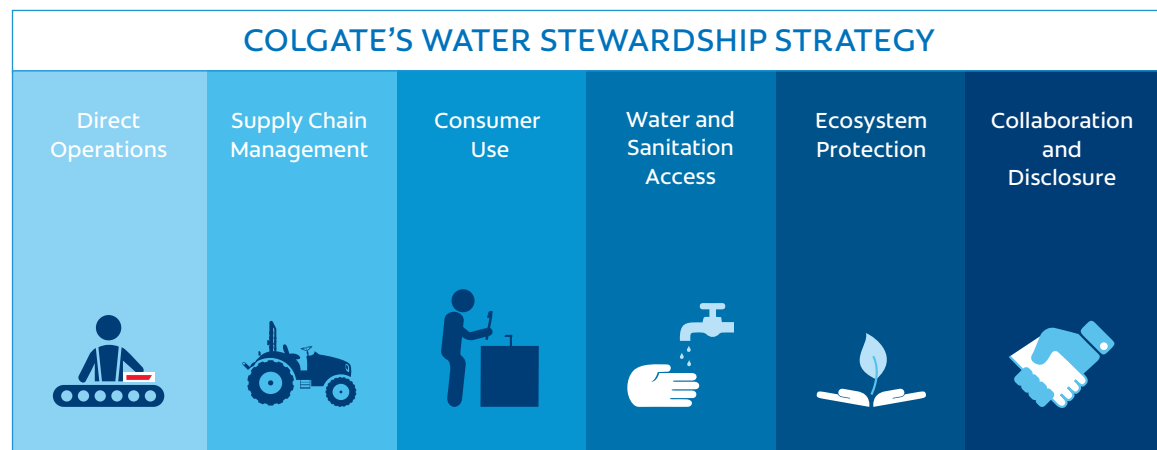 COLGATE’S WATER STEWARDSHIP STRATEGY
Direct
Operations
Supply Chain
Management
Consumer
Use
Water and
Sanitation
Access
Ecosystem
Protection
Collaboration
and
Disclosure